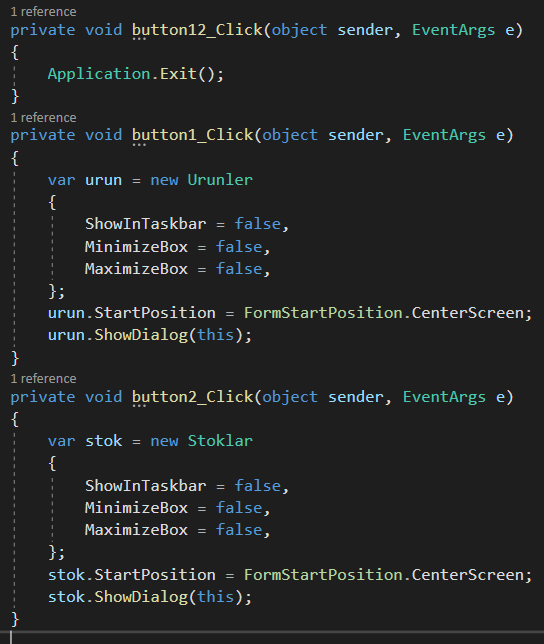 1 reference
private void button12_Click(object sender, EventArgs e)
{
    Application.Exit();
}
1 reference
private void button1_Click(object sender, EventArgs e)
{
    var urun = new Urunler
    {
        ShowInTaskbar = false,
        MinimizeBox = false,
        MaximizeBox = false,
    };
    urun.StartPosition = FormStartPosition.CenterScreen;
    urun.ShowDialog(this);
}
1 reference
private void button2_Click(object sender, EventArgs e)
{
    var stok = new Stoklar
    {
        ShowInTaskbar = false,
        MinimizeBox = false,
        MaximizeBox = false,
    };
    stok.StartPosition = FormStartPosition.CenterScreen;
    stok.ShowDialog(this);
}